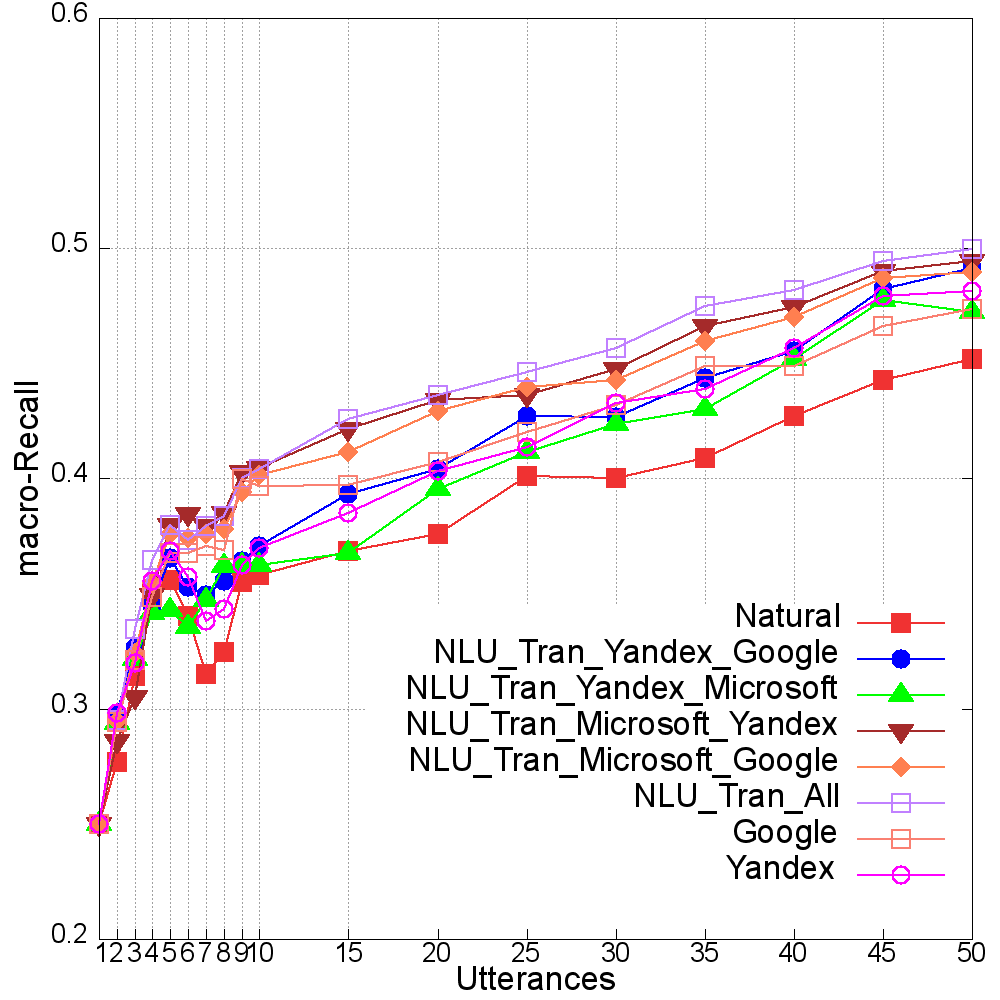 0.6
0.5
0.4
0.3
0.2
macro-Recall
Natural
NLU_Tran_Yandex_Google
NLU_Tran_Yandex_Microsoft
NLU_Tran_Microsoft_Yandex
NLU_Tran_Microsoft_Google
NLU_Tran_All
Google
Yandex
1 2 3 4 5 6 7 8 9 10 15 20 25 30 35 40 45 50
Utterances